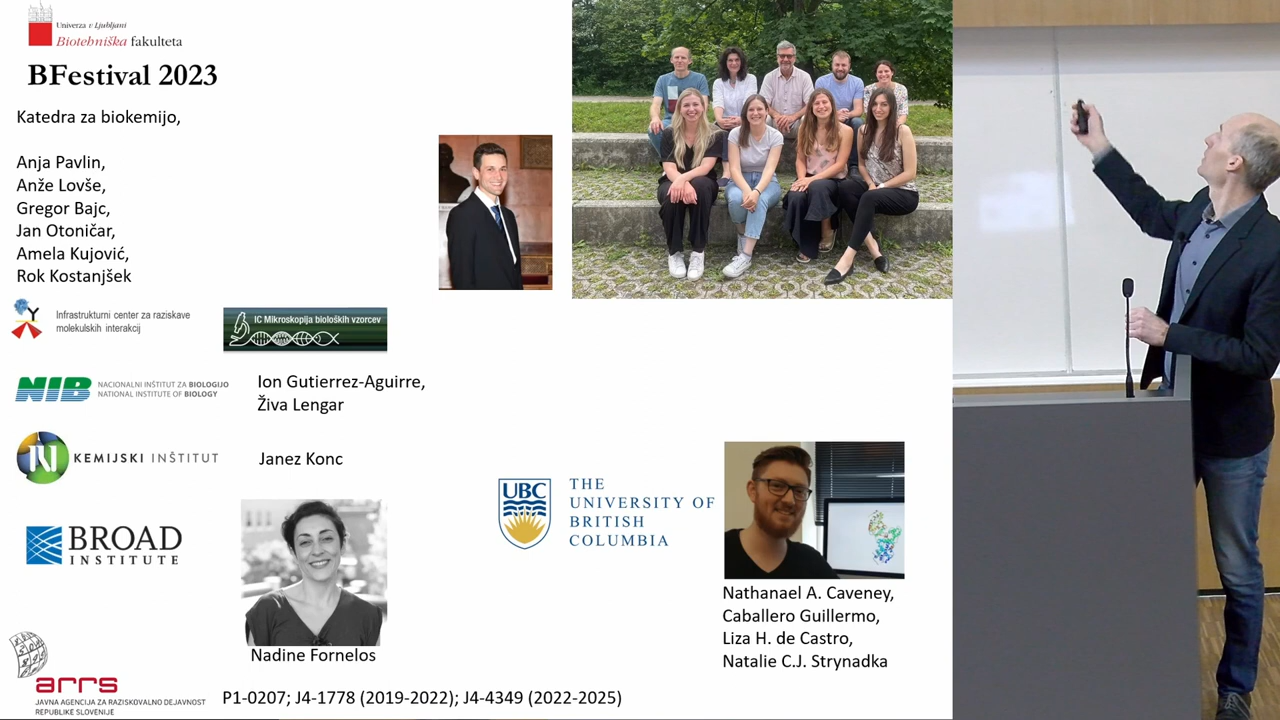 Univerza v Ljubljani
Biotehniška fakulteta
BFestival 2023
Katedra za biokemijo,
Anja Pavlin,
Anže Lovše,
Gregor Bajc,
Jan Otoničar,
Amela Kujović,
Rok Kostanjšek
Infrastrukturni center za raziskave
molekulskih interakcij
IC Mikroskopija bioloških vzorcev
NIB
NACIONALNI INŠTITUT ZA BIOLOGIJO
NATIONAL INSTITUTE OF BIOLOGY
Ion Gutierrez-Aguirre,
Živa Lengar
KEMIJSKI INŠTITUT
Janez Konc
BROAD
INSTITUTE
Nadine Fornelos
UBC
THE
UNIVERSITY OF
BRITISH
COLUMBIA
Nathanael A. Caveney,
Caballero Guillermo,
Liza H. de Castro,
Natalie C.J. Strynadka
arrs
JAVNA AGENCIJA ZA RAZISKOVALNO DEJAVNOST
REPUBLIKE SLOVENIJE
P1-0207; J4-1778 (2019-2022); J4-4349 (2022-2025)